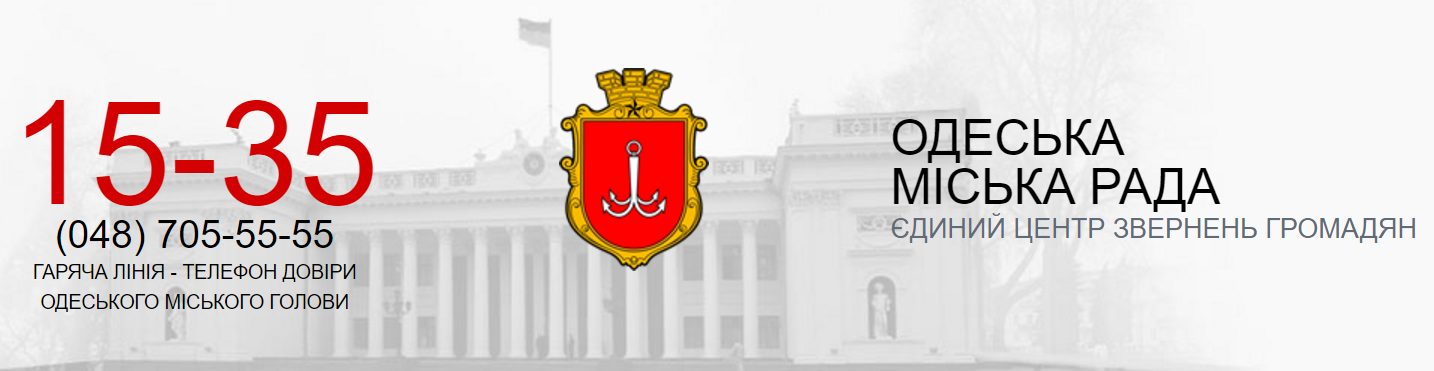 15-35
(048) 705-55-55
ГАРЯЧА ЛІНІЯ - ТЕЛЕФОН ДОВІРИ
ОДЕСЬКОГО МІСЬКОГО ГОЛОВИ
ОДЕСЬКА
МІСЬКА РАДА
ЄДИНИЙ ЦЕНТР ЗВЕРНЕНЬ ГРОМАДЯН